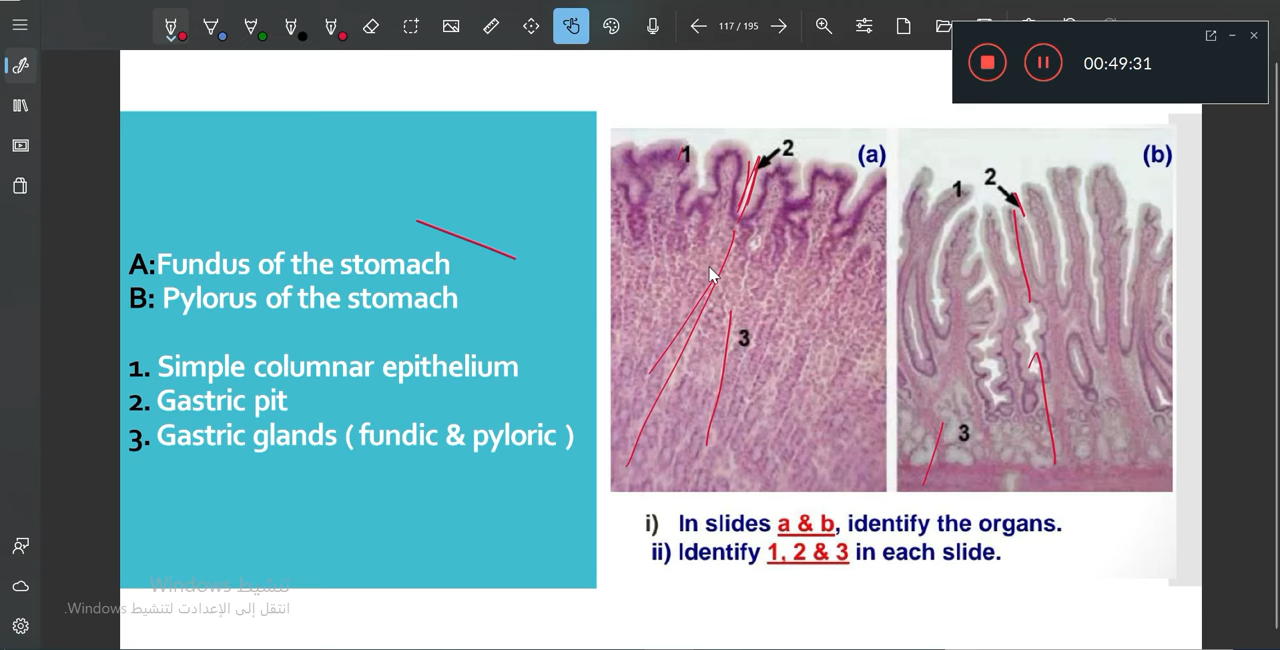 117 / 195
00:49:31
A:Fundus of the stomach
B: Pylorus of the stomach
1. Simple columnar epithelium
2. Gastric pit
3. Gastric glands ( fundic & pyloric )
1
2
(a)
3
1
2
(b)
3
i) In slides a & b, identify the organs.
ii) Identify 1, 2 & 3 in each slide.
تنشيط Windows
انتقل إلى الإعدادات لتنشيط Windows.